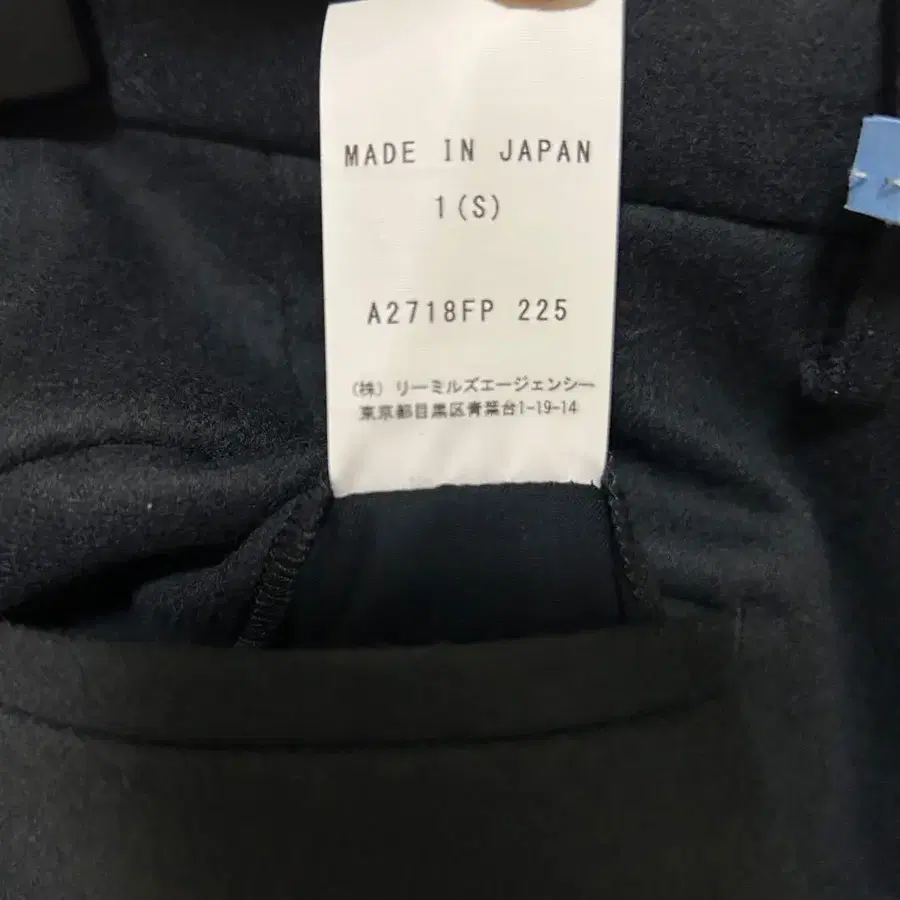 MADE IN JAPAN
1(S)
A2718FP 225
(株) リーミルズエージェンシー
東京都目黒区青葉台1-19-14